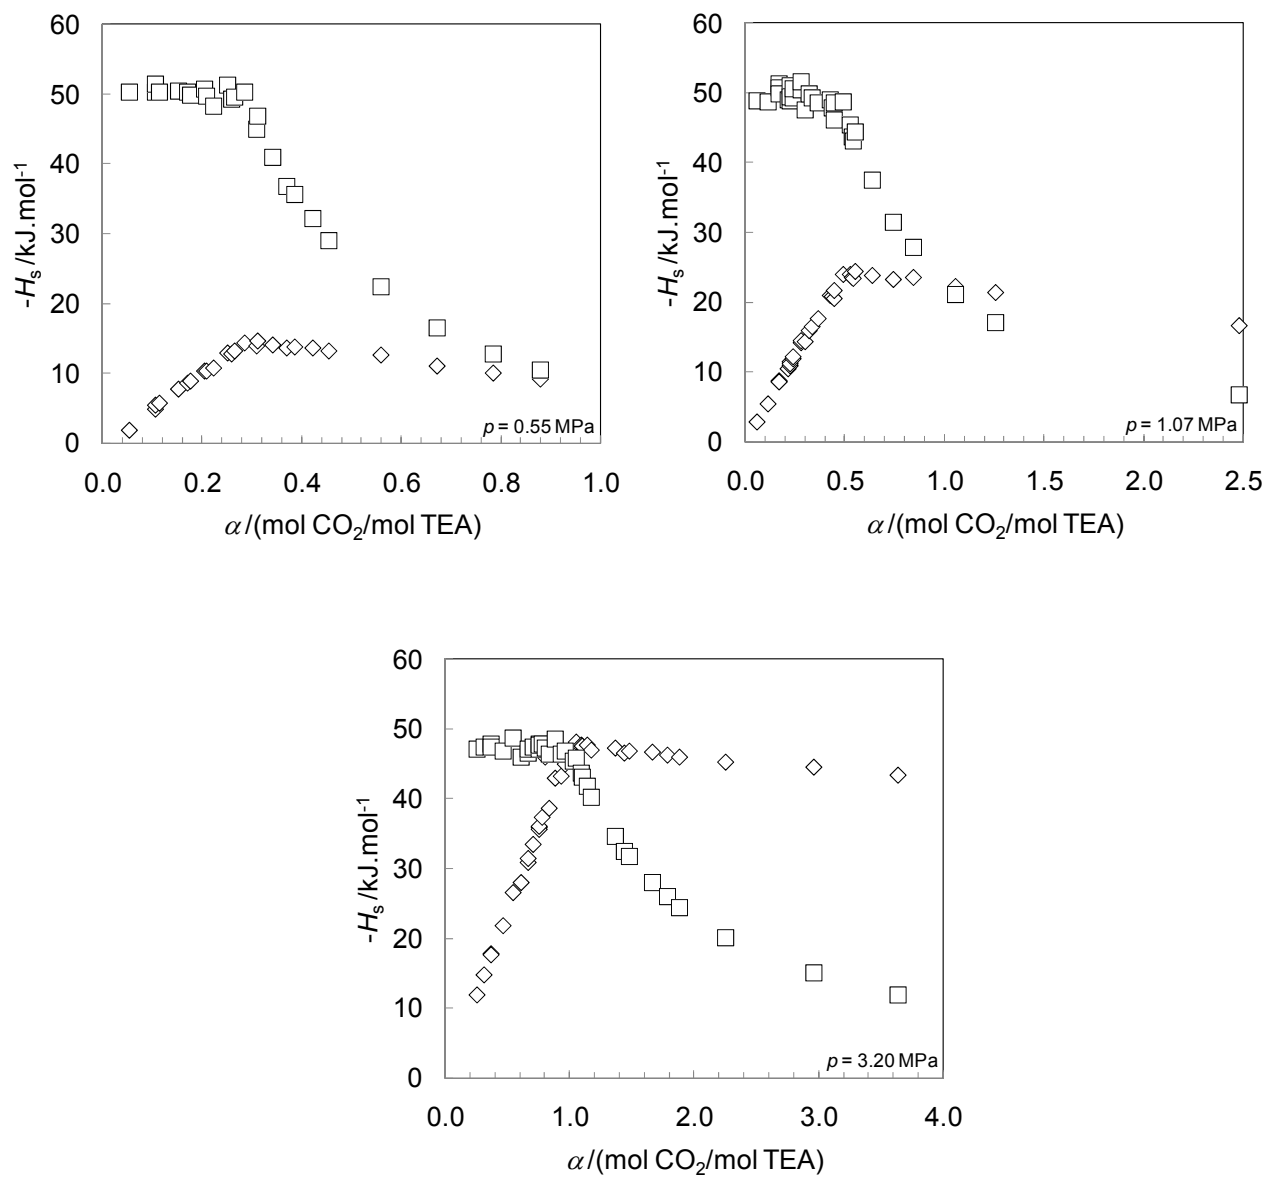 60
50
40
30
20
10
0
-Hs /kJ.mol-1
p = 0.55 MPa
0.0 0.2 0.4 0.6 0.8 1.0
α /(mol CO2/mol TEA)
60
50
40
30
20
10
0
-Hs /kJ.mol-1
p = 1.07 MPa
0.0 0.5 1.0 1.5 2.0 2.5
α /(mol CO2/mol TEA)
60
50
40
30
20
10
0
-Hs /kJ.mol-1
p = 3.20 MPa
0.0 1.0 2.0 3.0 4.0
α /(mol CO2/mol TEA)